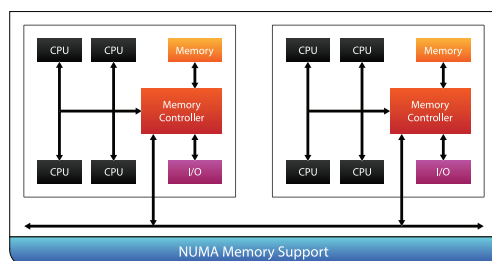 CPU
CPU
Memory
Memory
Controller
CPU
CPU
I/O
CPU
CPU
Memory
Memory
Controller
CPU
CPU
I/O
NUMA Memory Support